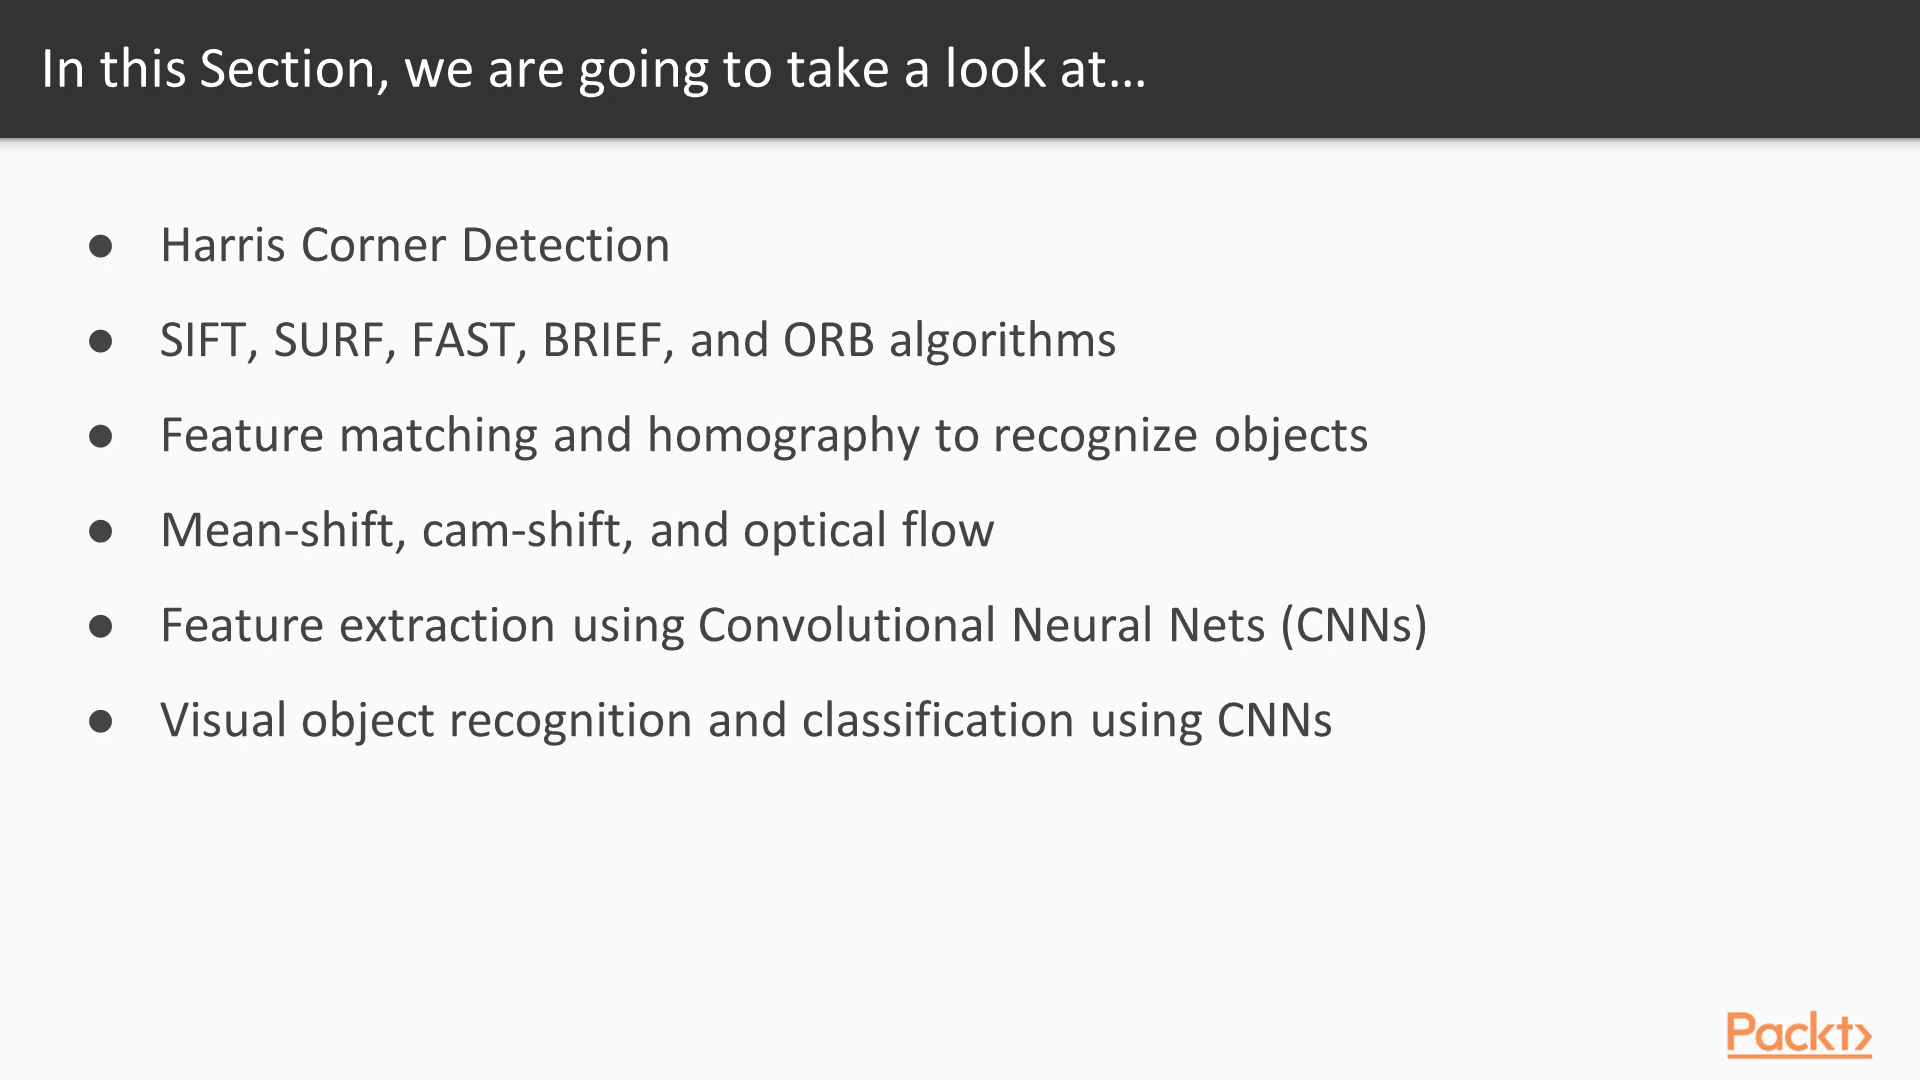 In this Section, we are going to take a look at...
● Harris Corner Detection
● SIFT, SURF, FAST, BRIEF, and ORB algorithms
● Feature matching and homography to recognize objects
● Mean-shift, cam-shift, and optical flow
● Feature extraction using Convolutional Neural Nets (CNNs)
● Visual object recognition and classification using CNNs
Packt>